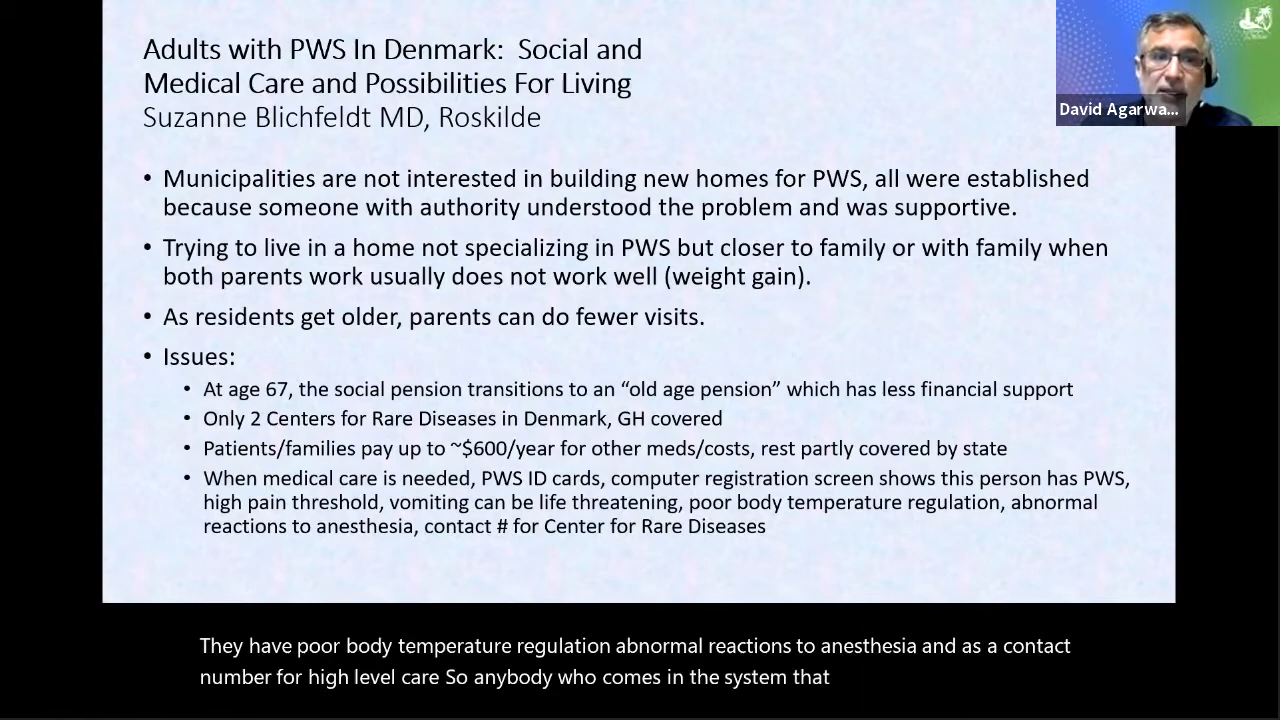 Adults with PWS In Denmark:  Social and
Medical Care and Possibilities For Living
Suzanne Blichfeldt MD, Roskilde
David Agarwa...
• Municipalities are not interested in building new homes for PWS, all were established
because someone with authority understood the problem and was supportive.
• Trying to live in a home not specializing in PWS but closer to family or with family when
both parents work usually does not work well (weight gain).
• As residents get older, parents can do fewer visits.
• Issues:
• At age 67, the social pension transitions to an “old age pension” which has less financial support
• Only 2 Centers for Rare Diseases in Denmark, GH covered
• Patients/families pay up to ~$600/year for other meds/costs, rest partly covered by state
• When medical care is needed, PWS ID cards, computer registration screen shows this person has PWS,
high pain threshold, vomiting can be life threatening, poor body temperature regulation, abnormal
reactions to anesthesia, contact # for Center for Rare Diseases
They have poor body temperature regulation abnormal reactions to anesthesia and as a contact
number for high level care So anybody who comes in the system that